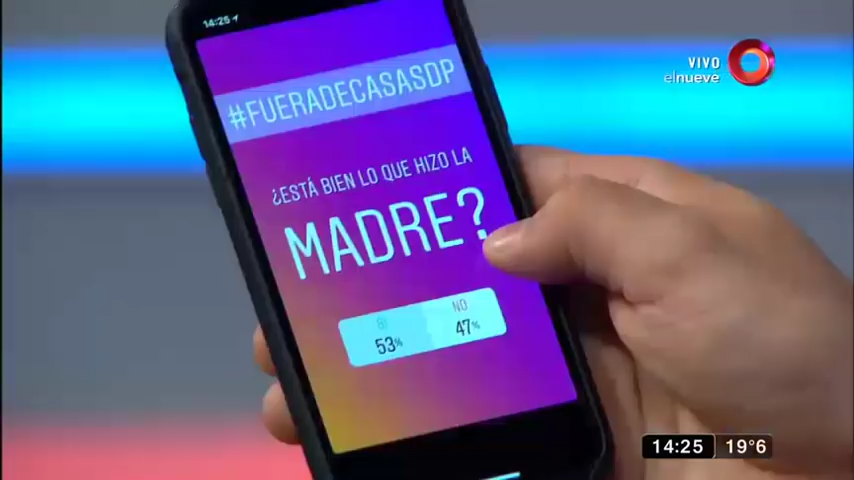 14:25
VIVO
elnueve
#FUERADECASASDP
¿ESTÁ BIEN LO QUE HIZO LA
MADRE?
SI NO
53% 47%
14:25 19°6